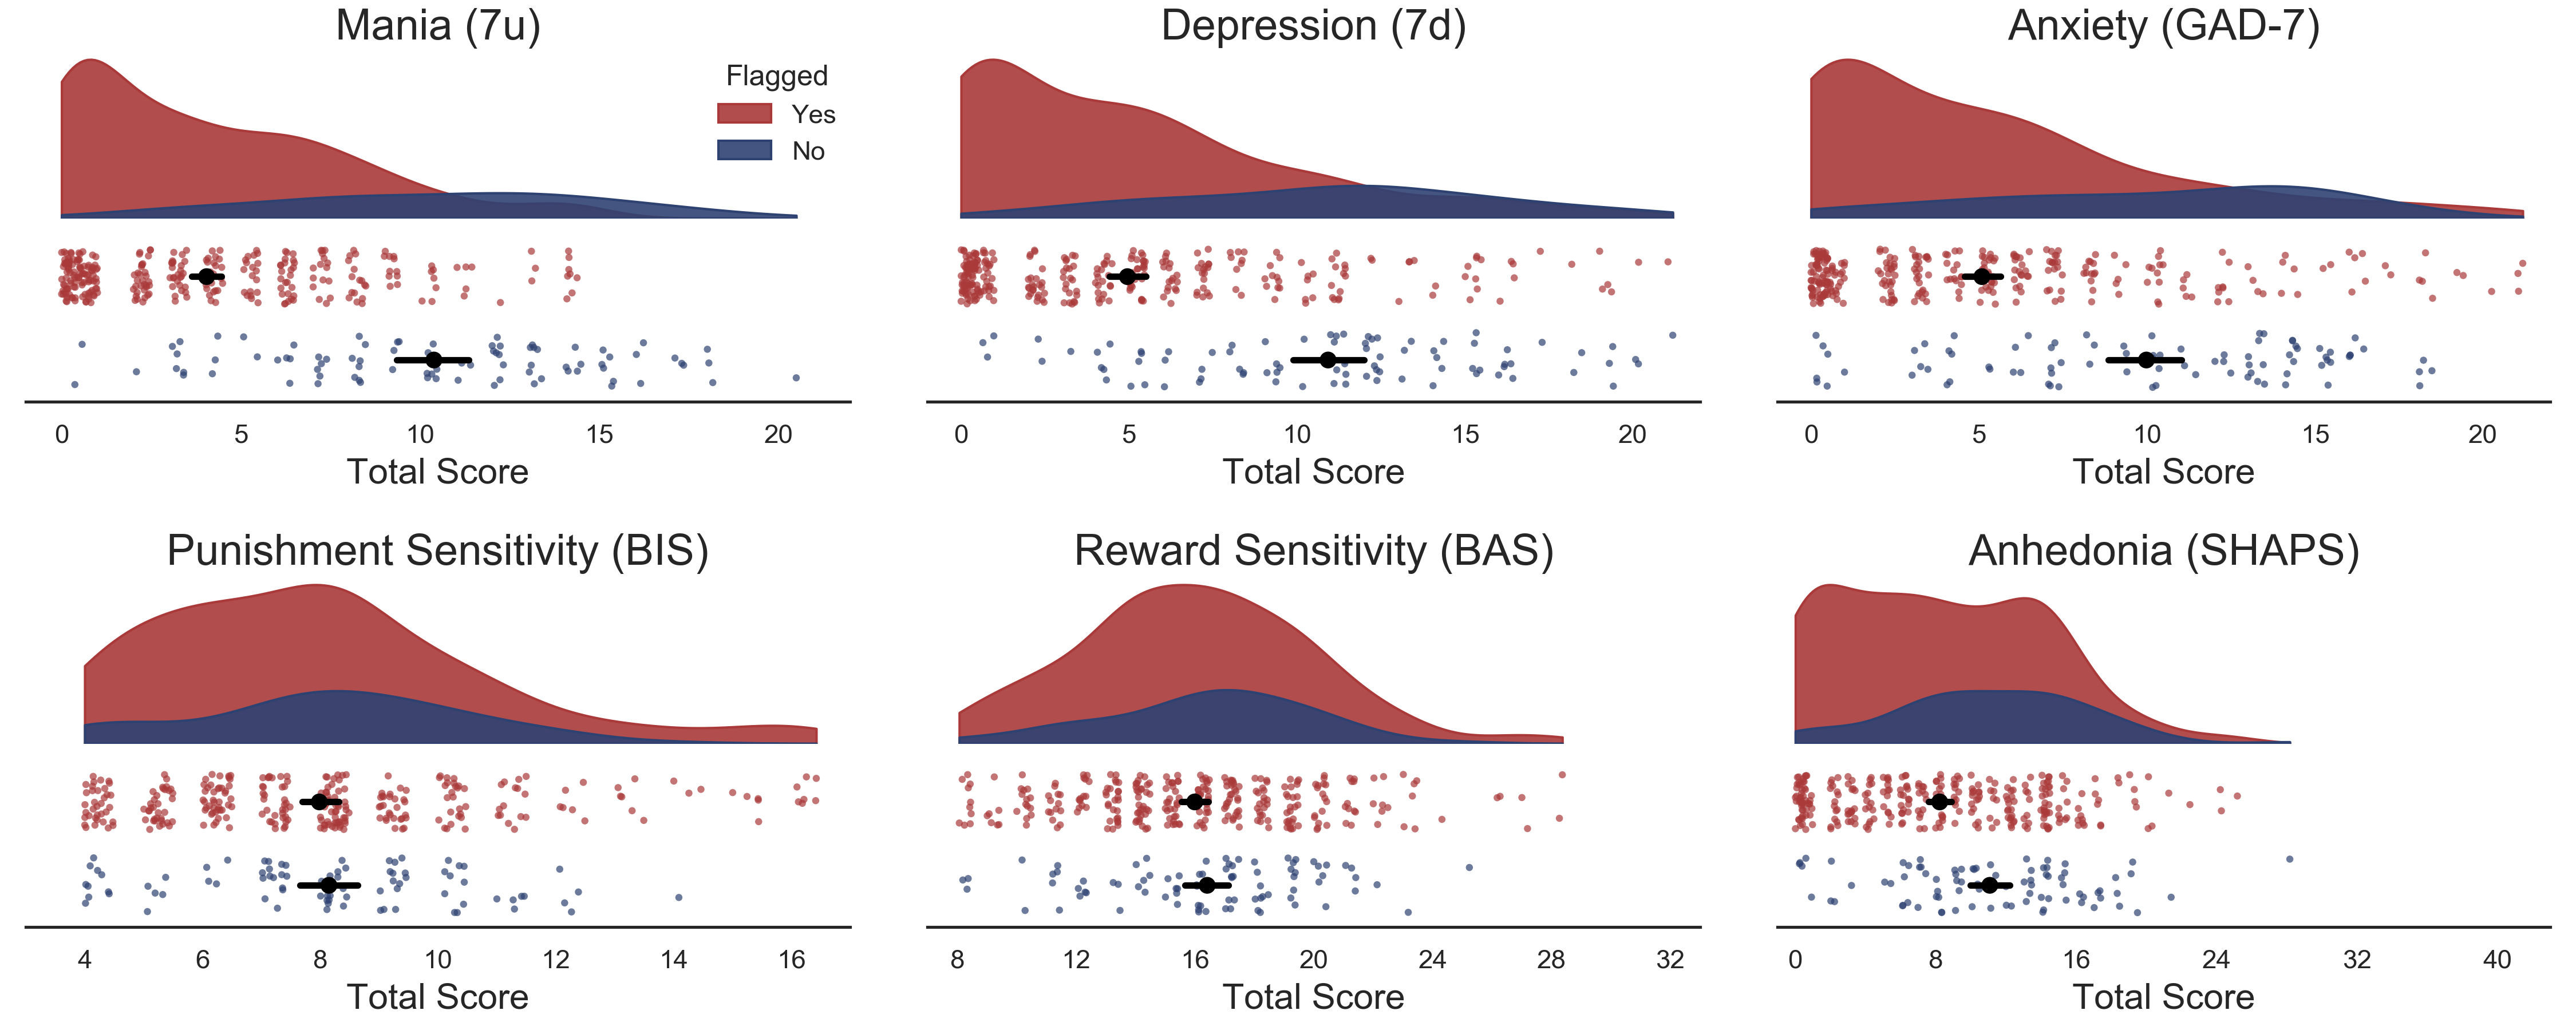 Mania (7u)
Flagged
Yes
No
0 5 10 15 20
Total Score
Depression (7d)
0 5 10 15 20
Total Score
Anxiety (GAD-7)
0 5 10 15 20
Total Score
Punishment Sensitivity (BIS)
4 6 8 10 12 14 16
Total Score
Reward Sensitivity (BAS)
8 12 16 20 24 28 32
Total Score
Anhedonia (SHAPS)
0 8 16 24 32 40
Total Score